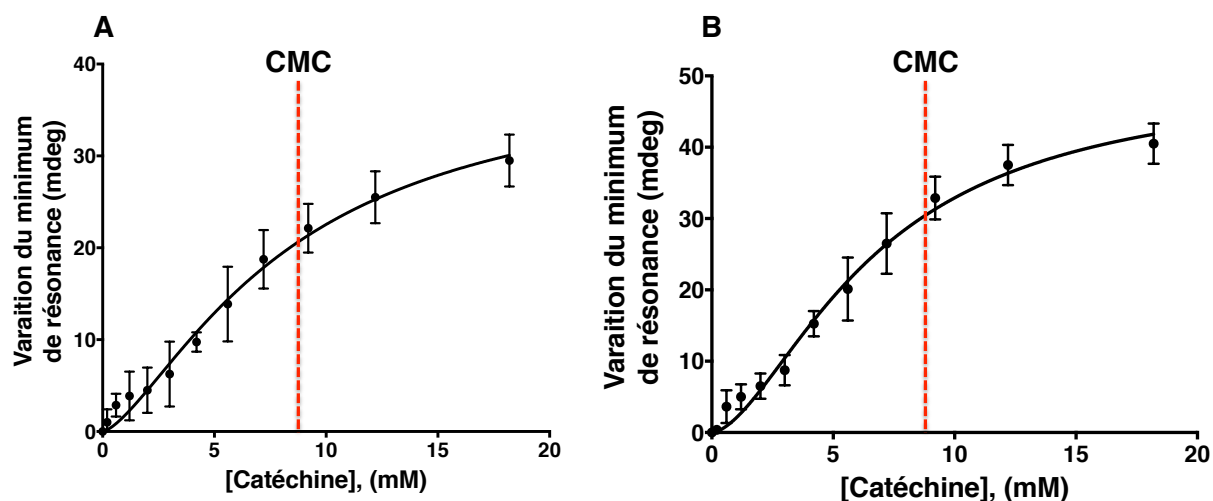 A
CMC
40
30
20
10
0
Varaition du minimum
de résonance (mdeg)
0
5
10
15
20
[Catéchine], (mM)
B
CMC
50
40
30
20
10
0
Varaition du minimum
de résonance (mdeg)
0
5
10
15
20
[Catéchine], (mM)